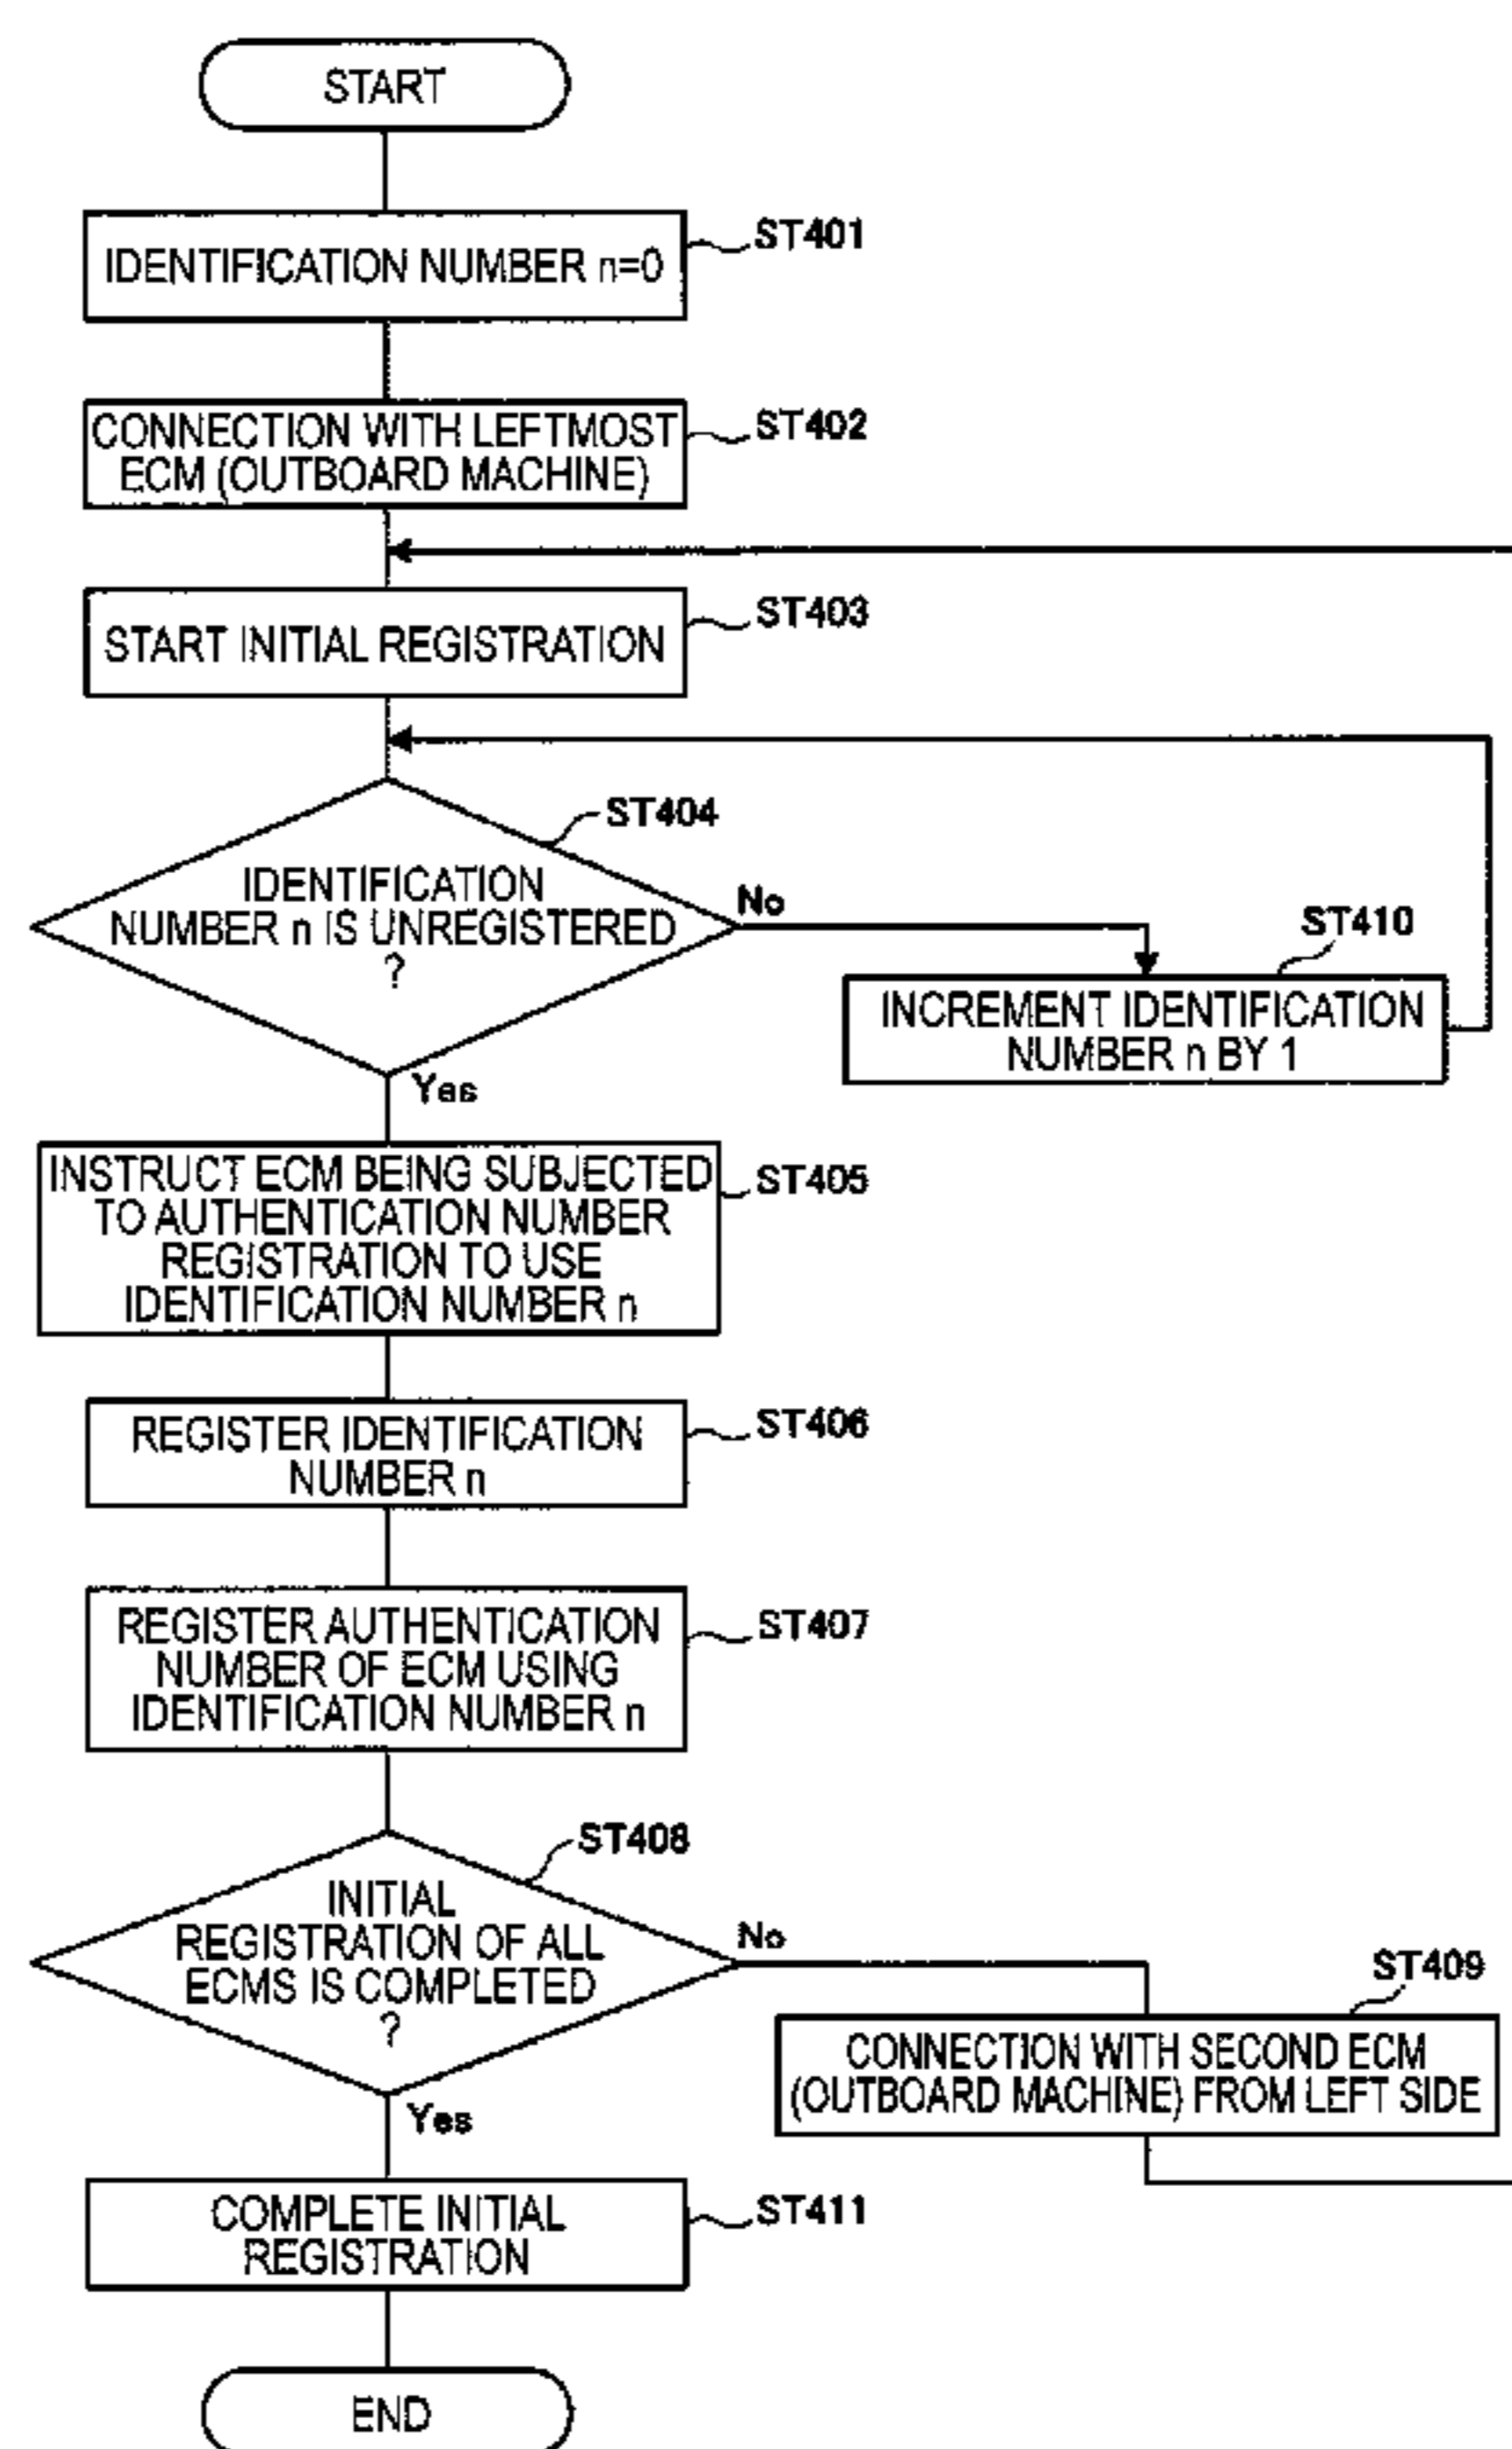 START
IDENTIFICATION NUMBER n=0
ST401
CONNECTION WITH LEFTMOST
ECM (OUTBOARD MACHINE)
ST402
START INITIAL REGISTRATION
ST403
ST404
IDENTIFICATION
NUMBER n IS UNREGISTERED
?
No
ST410
INCREMENT IDENTIFICATION
NUMBER n BY 1
Yes
INSTRUCT ECM BEING SUBJECTED
TO AUTHENTICATION NUMBER
REGISTRATION TO USE
IDENTIFICATION NUMBER n
ST405
REGISTER IDENTIFICATION
NUMBER n
ST406
REGISTER AUTHENTICATION
NUMBER OF ECM USING
IDENTIFICATION NUMBER n
ST407
ST408
INITIAL
REGISTRATION OF ALL
ECMS IS COMPLETED
?
No
ST409
CONNECTION WITH SECOND ECM
(OUTBOARD MACHINE) FROM LEFT SIDE
Yes
COMPLETE INITIAL
REGISTRATION
ST411
END